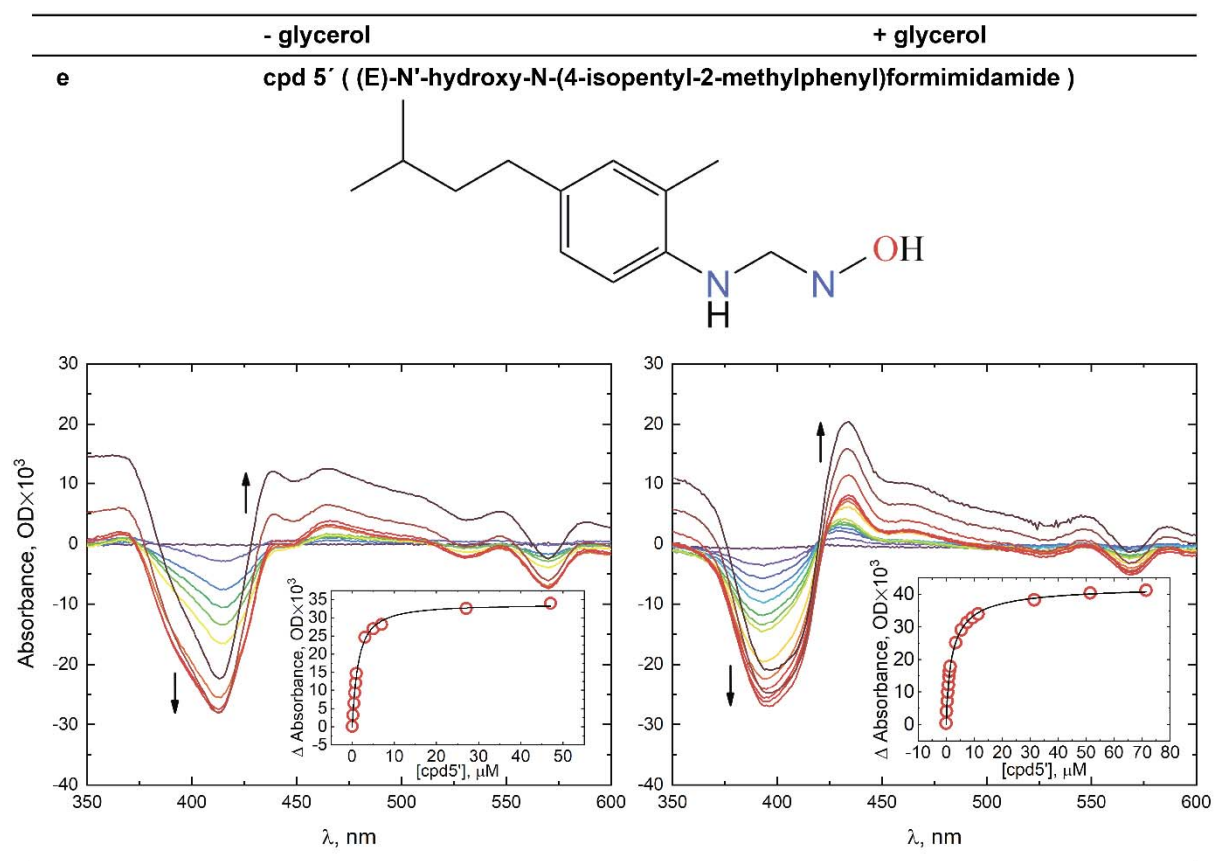 - glycerol + glycerol
e cpd 5´ ( (E)-N'-hydroxy-N-(4-isopentyl-2-methylphenyl)formimidamide )
OH
N N
H
30 30
20 20
10 10
0 0
-10 -10
-20 -20
-30 -30
-40 -40
350 400 450 500 550 600 350 400 450 500 550 600
Absorbance, OD×10³
λ, nm λ, nm
35
30
25
20
15
10
5
0
-5
0 10 20 30 40 50
Δ Absorbance, OD×10³
[cpd5'], μM
40
30
20
10
0
-10 0 10 20 30 40 50 60 70 80
Δ Absorbance, OD×10³
[cpd5'], μM